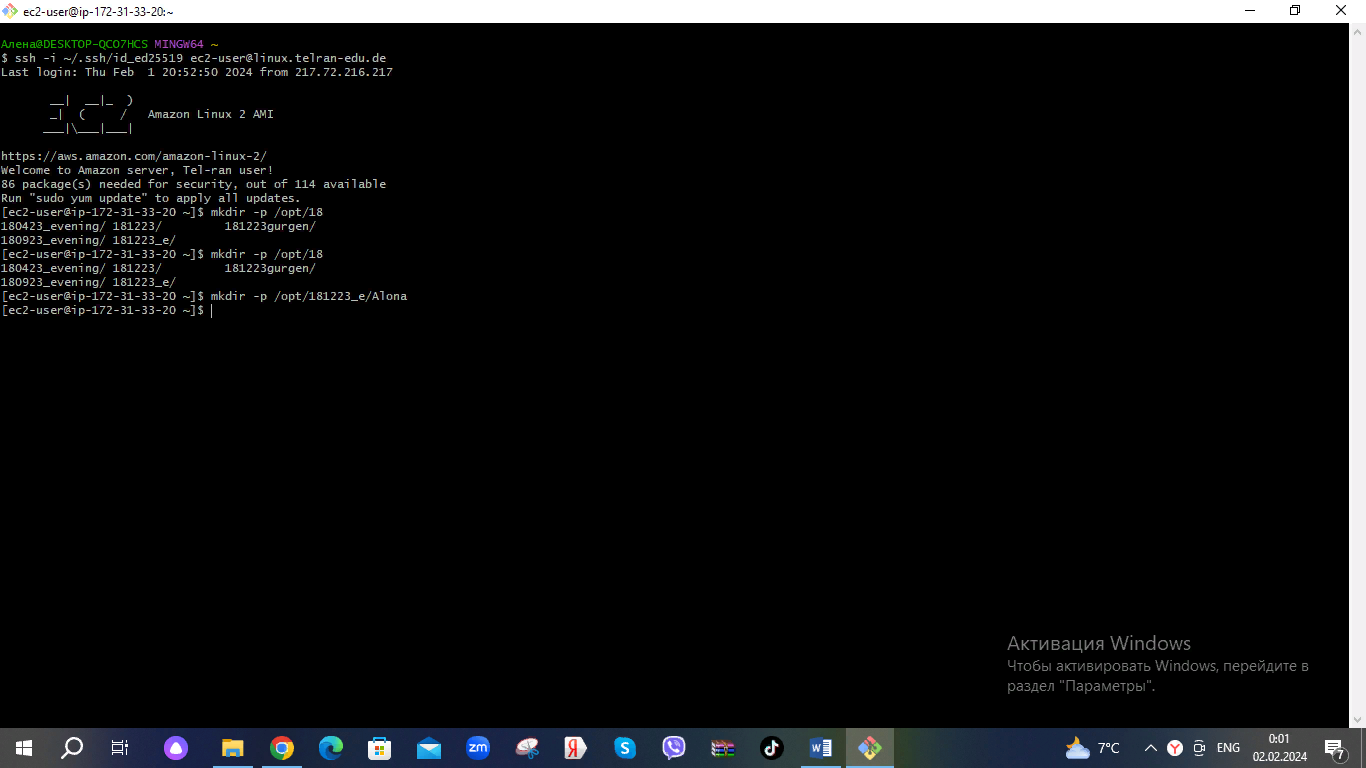 ec2-user@ip-172-31-33-20:~
Алена@DESKTOP-QCO7HCS MINGW64 ~
$ ssh -i ~/.ssh/id_ed25519 ec2-user@linux.telran-edu.de
Last login: Thu Feb  1 20:52:50 2024 from 217.72.216.217
       __|  __|_  )
       _|  (     /   Amazon Linux 2 AMI
      ___|\___|___|
https://aws.amazon.com/amazon-linux-2/
Welcome to Amazon server, Tel-ran user!
86 package(s) needed for security, out of 114 available
Run "sudo yum update" to apply all updates.
[ec2-user@ip-172-31-33-20 ~]$ mkdir -p /opt/18
180423_evening/ 181223/         181223gurgen/
180923_evening/ 181223_e/
[ec2-user@ip-172-31-33-20 ~]$ mkdir -p /opt/18
180423_evening/ 181223/         181223gurgen/
180923_evening/ 181223_e/
[ec2-user@ip-172-31-33-20 ~]$ mkdir -p /opt/181223_e/Alona
[ec2-user@ip-172-31-33-20 ~]$
Активация Windows
Чтобы активировать Windows, перейдите в
раздел "Параметры".
zm
Я
S
W
7°C
Y
ENG
0:01
02.02.2024
7